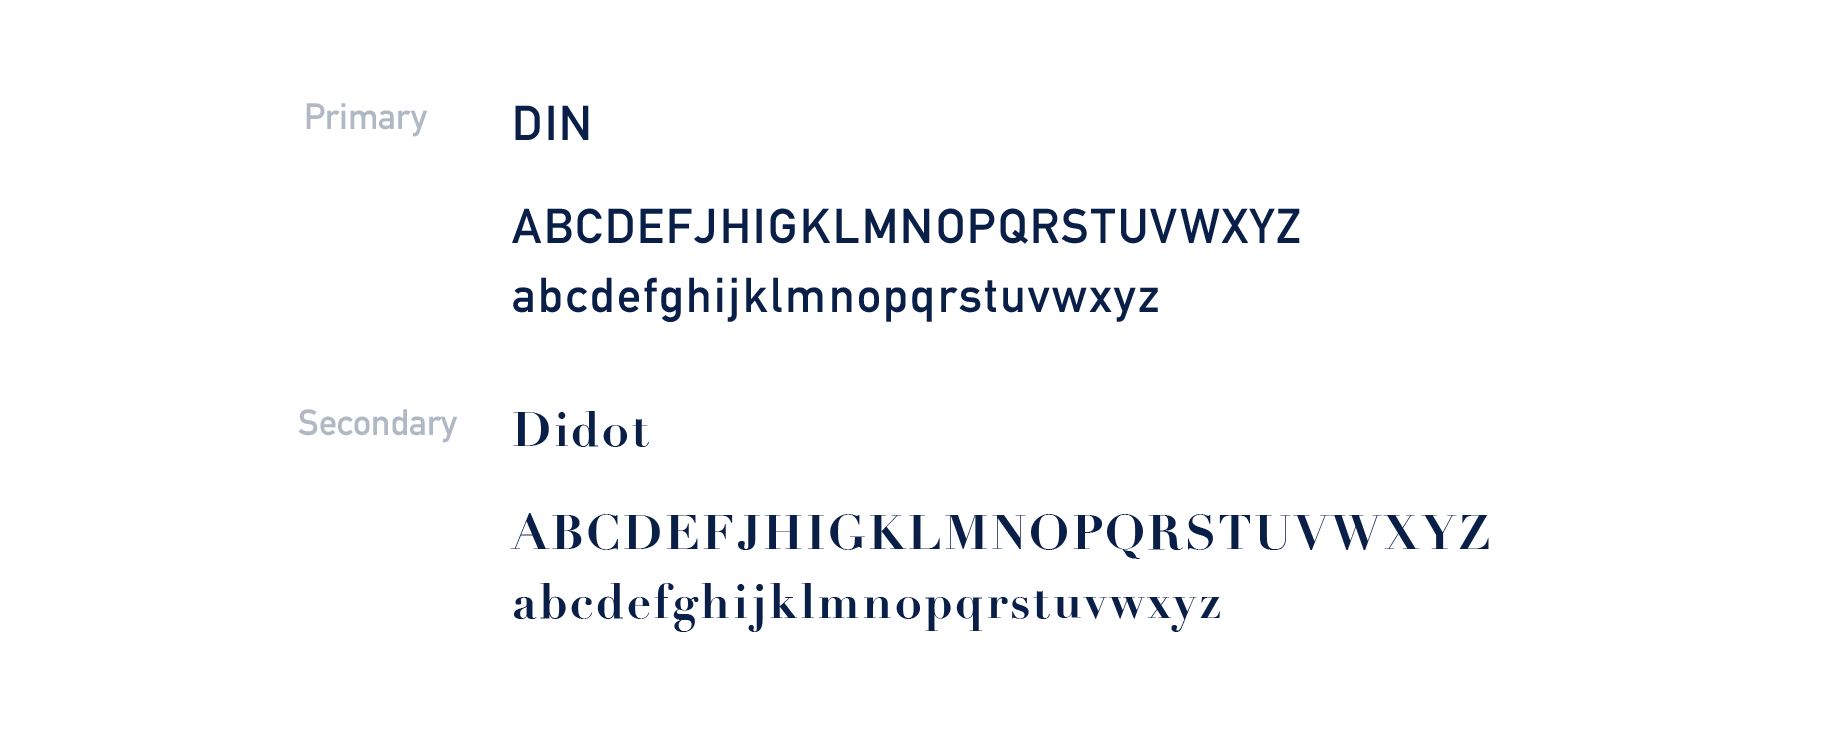 Primary
DIN
ABCDEFJHIGKLMNOPQRSTUVWXYZ
abcdefghijklmnopqrstuvwxyz
Secondary
Didot
ABCDEFJHIGKLMNOPQRSTUVWXYZ
abcdefghijklmnopqrstuvwxyz